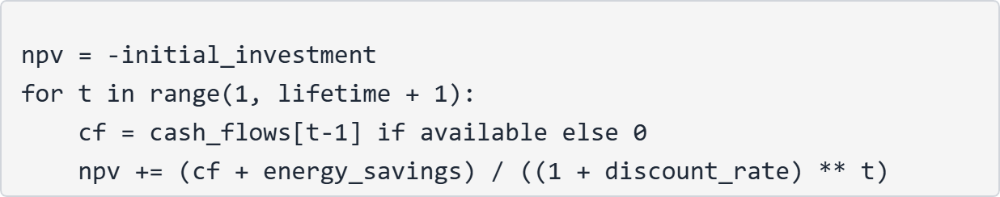 npv = -initial_investment
for t in range(1, lifetime + 1):
    cf = cash_flows[t-1] if available else 0
    npv += (cf + energy_savings) / ((1 + discount_rate) ** t)